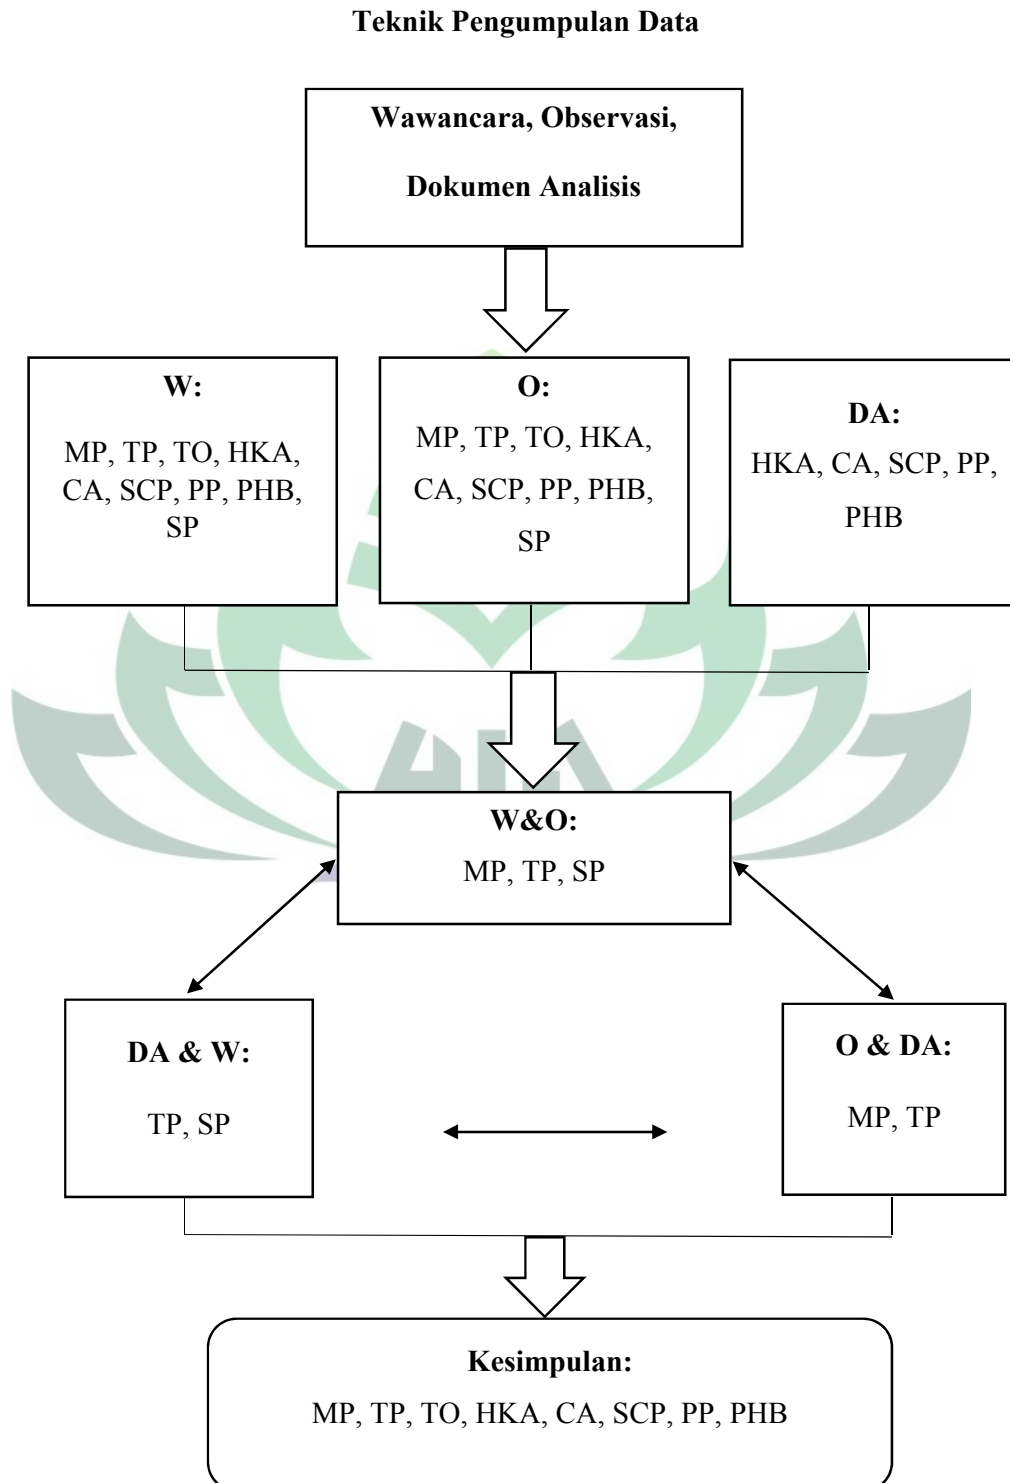 Teknik Pengumpulan Data
Wawancara, Observasi,
Dokumen Analisis
W:
MP, TP, TO, HKA,
CA, SCP, PP, PHB,
SP
O:
MP, TP, TO, HKA,
CA, SCP, PP, PHB,
SP
DA:
HKA, CA, SCP, PP,
PHB
W&O:
MP, TP, SP
DA & W:
TP, SP
O & DA:
MP, TP
Kesimpulan:
MP, TP, TO, HKA, CA, SCP, PP, PHB